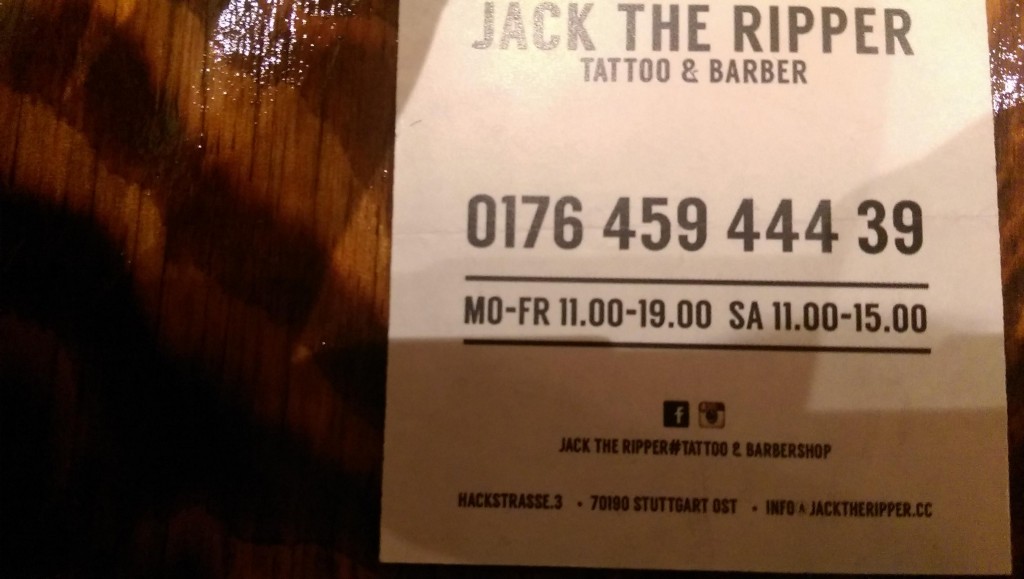 JACK THE RIPPER
TATTOO & BARBER
0176 459 444 39
MO-FR 11.00-19.00 SA 11.00-15.00
JACK THE RIPPER#TATTOO & BARBERSHOP
HACKSTRASSE.3 • 70190 STUTTGART OST • INFO@JACKTHERIPPER.CC